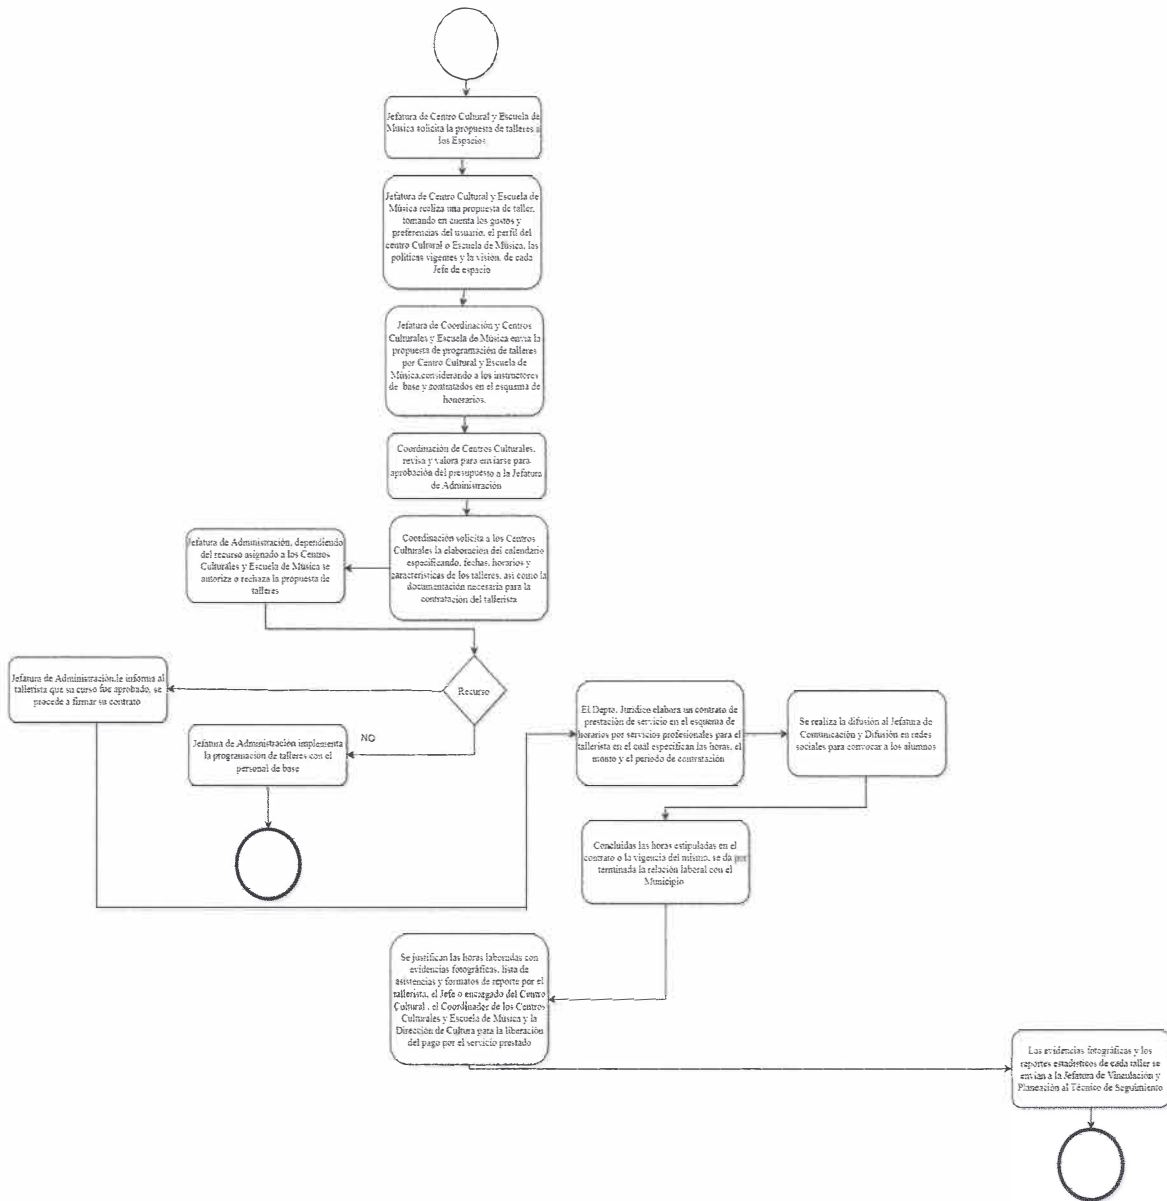 Jefatura de Centro Cultural y Escuela de
Música solicita la propuesta de talleres a
los Espacios
Jefatura de Centro Cultural y Escuela de
Música realiza una propuesta de taller,
tomando en cuenta los gustos y
preferencias del usuario, el perfil del
centro Cultural o Escuela de Música, las
políticas vigentes y la visión, de cada
Jefe de espacio
Jefatura de Coordinación y Centros
Culturales y Escuela de Música envía la
propuesta de programación de talleres
por Centro Cultural y Escuela de
Música,considerando a los instructores
de base y contratados en el esquema de
honorarios.
Coordinación de Centros Culturales,
revisa y valora para enviarse para
aprobación del presupuesto a la Jefatura
de Administración
Coordinación solicita a los Centros
Culturales la elaboración del calendario
especificando, fechas, horarios y
características de los talleres, así como la
documentación necesaria para la
contratación del tallerista
Jefatura de Administración, dependiendo
del recurso asignado a los Centros
Culturales y Escuela de Música se
autoriza o rechaza la propuesta de
talleres
Recurso
Jefatura de Administración,le informa al
tallerista que su curso fue aprobado, se
procede a firmar su contrato
NO
Jefatura de Administración implementa
la programación de talleres con el
personal de base
El Depto. Jurídico elabora un contrato de
prestación de servicio en el esquema de
horarios por servicios profesionales para el
tallerista en el cuál especifican las horas, el
monto y el periodo de contratación
Se realiza la difusión al Jefatura de
Comunicación y Difusión en redes
sociales para convocar a los alumnos
Concluidas las horas estipuladas en el
contrato o la vigencia del mismo, se da por
terminada la relación laboral con el
Municipio
Se justifican las horas laboradas con
evidencias fotográficas, lista de
asistencias y formatos de reporte por el
tallerista, el Jefe o encargado del Centro
Cultural , el Coordinador de los Centros
Culturales y Escuela de Música y la
Dirección de Cultura para la liberación
del pago por el servicio prestado
Las evidencias fotográficas y los
reportes estadísticos de cada taller se
envían a la Jefatura de Vinculación y
Planeación al Técnico de Seguimiento